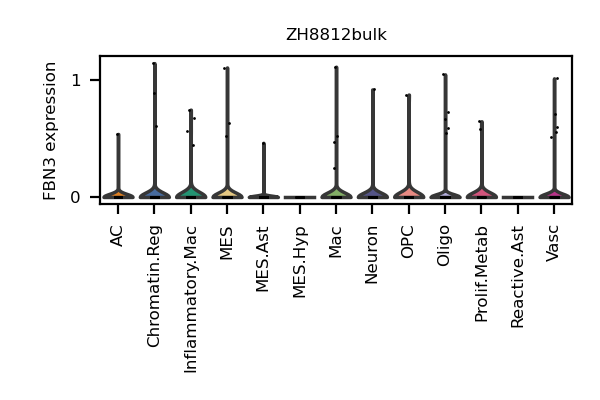 ZH8812bulk
FBN3 expression
1
0
AC
Chromatin.Reg
Inflammatory.Mac
MES
MES.Ast
MES.Hyp
Mac
Neuron
OPC
Oligo
Prolif.Metab
Reactive.Ast
Vasc